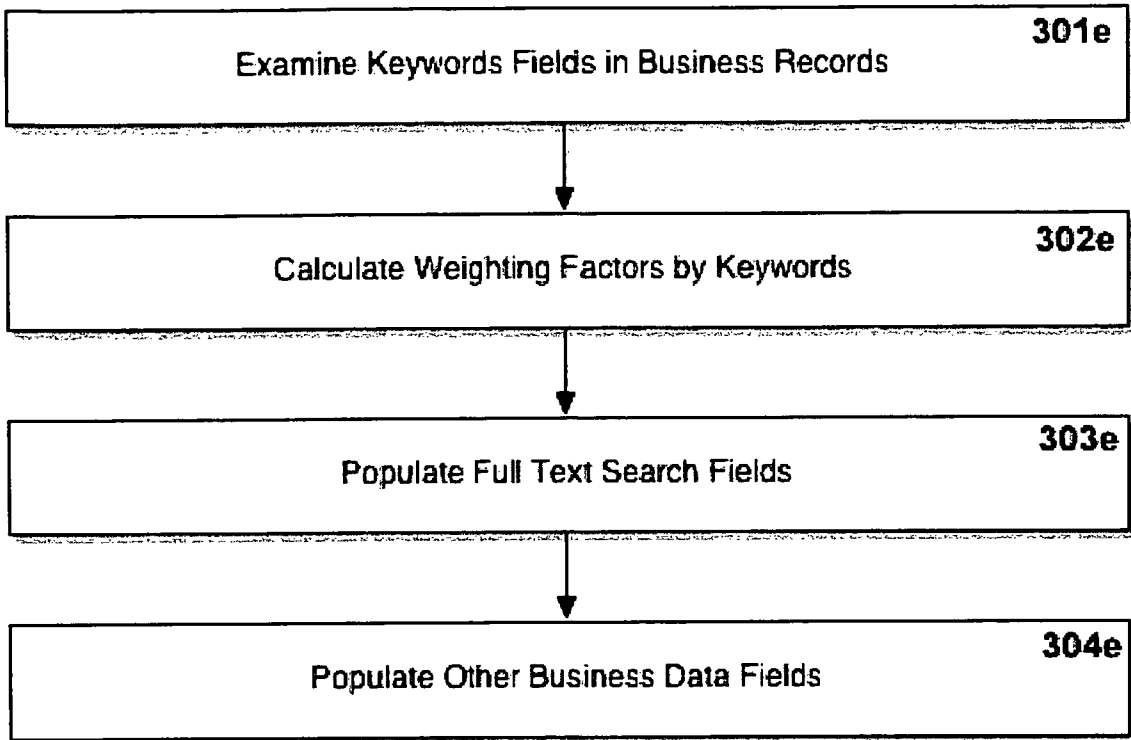 301e
Examine Keywords Fields in Business Records
302e
Calculate Weighting Factors by Keywords
303e
Populate Full Text Search Fields
304e
Populate Other Business Data Fields